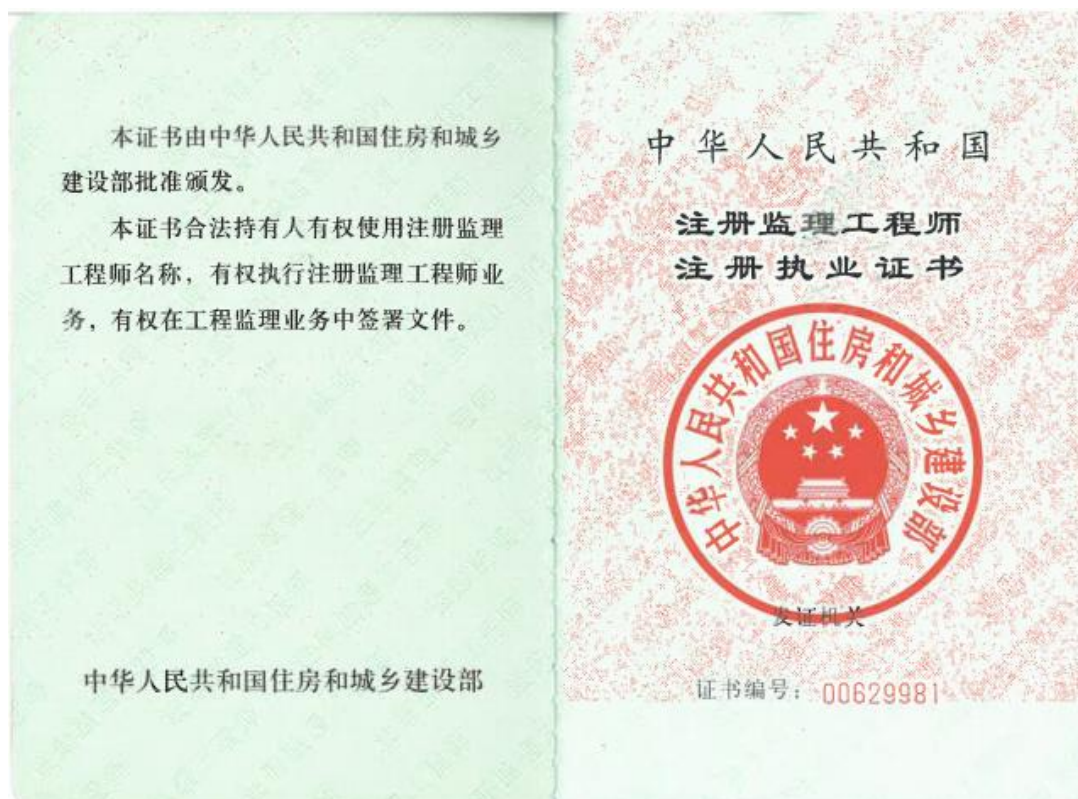 本证书由中华人民共和国住房和城乡
建设部批准颁发。
本证书合法持有人有权使用注册监理
工程师名称，有权执行注册监理工程师业
务，有权在工程监理业务中签署文件。
中华人民共和国住房和城乡建设部
中华人民共和国
注册监理工程师
注册执业证书
中华人民共和国住房和城乡建设部
发证机关
证书编号：00629981